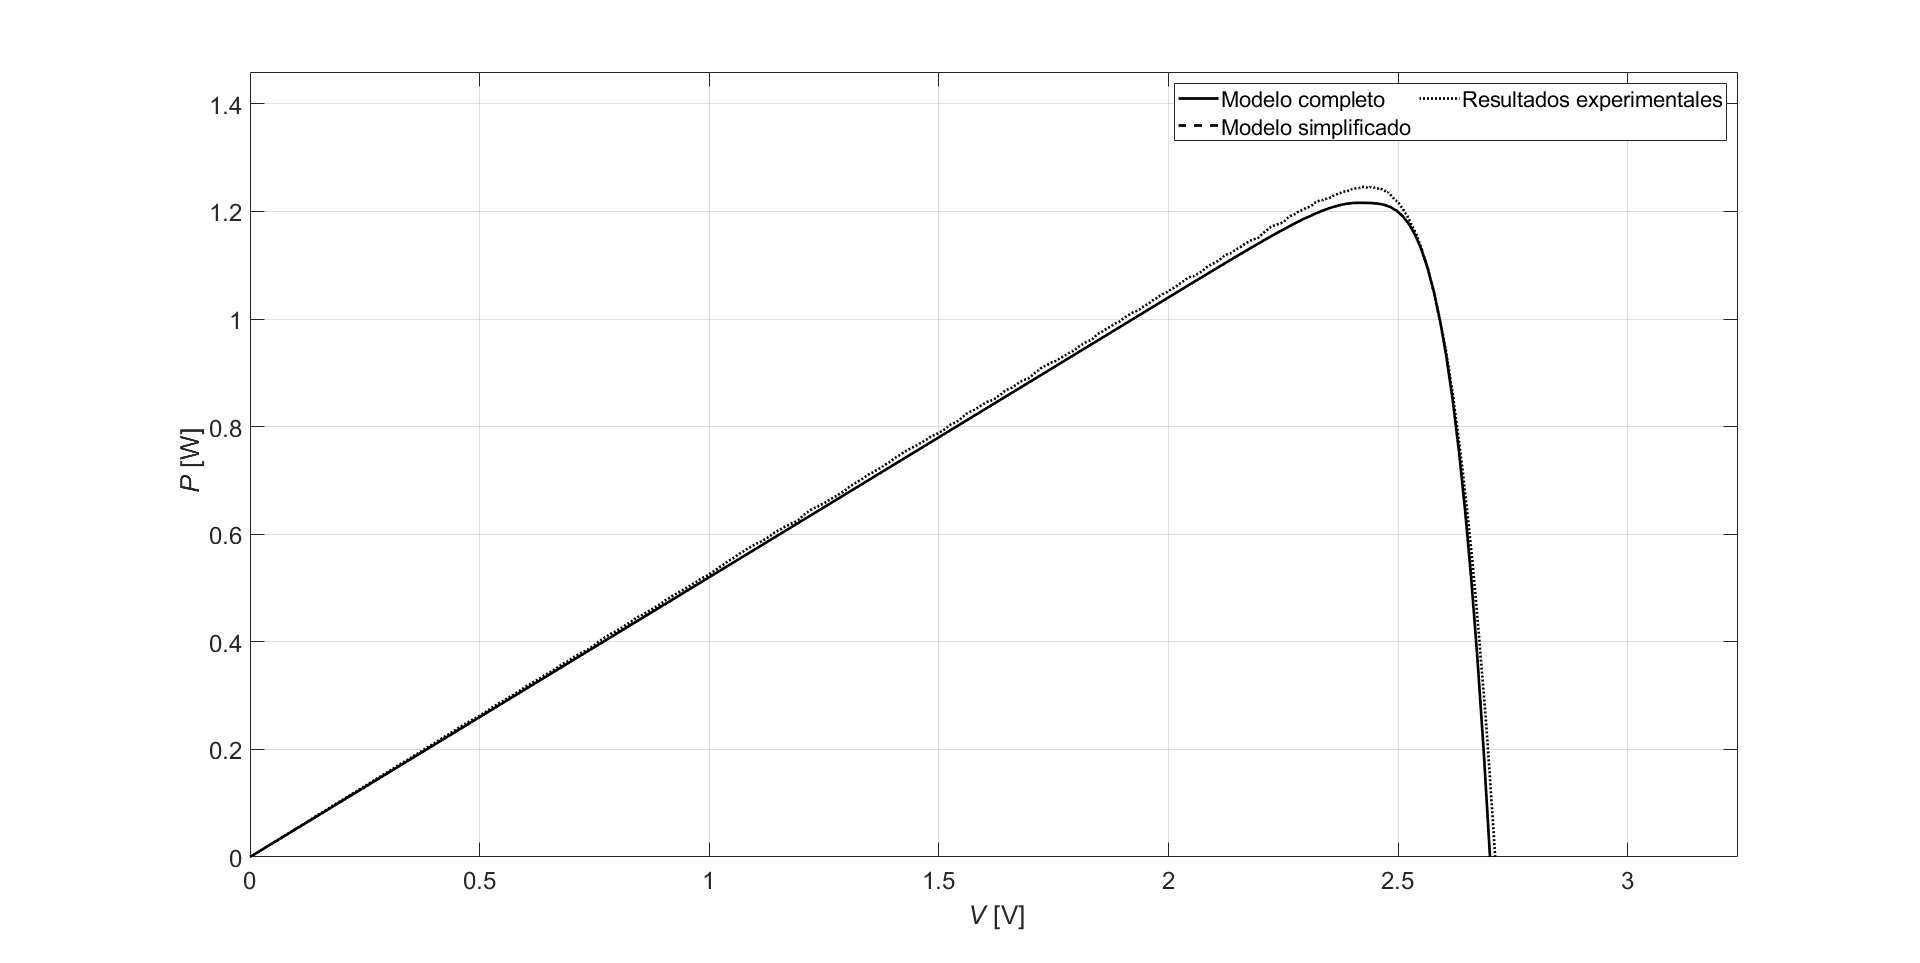 Modelo completo
Modelo simplificado
Resultados experimentales
P [W]
1.4
1.2
1
0.8
0.6
0.4
0.2
0
0 0.5 1 1.5 2 2.5 3
V [V]